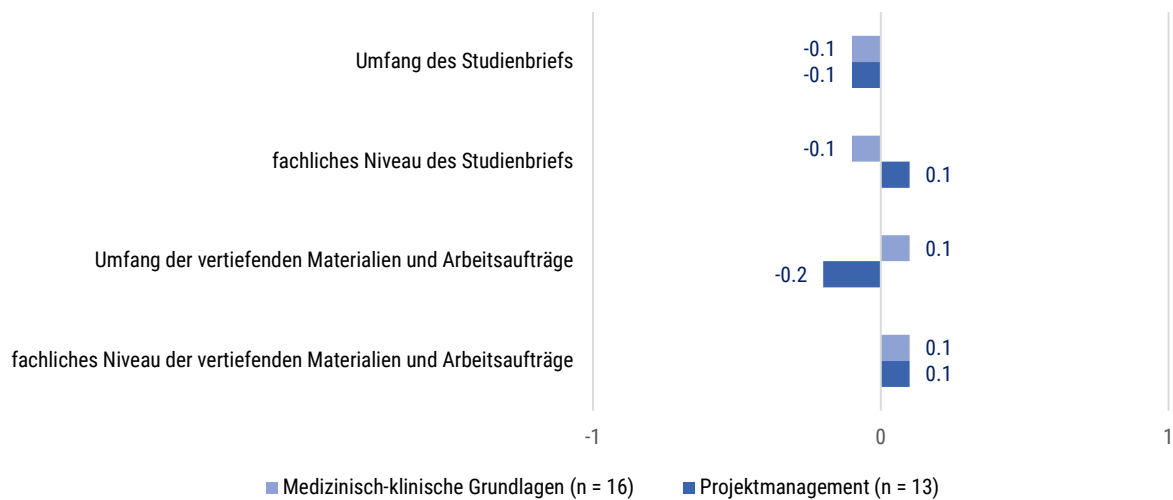 Umfang des Studienbriefs
-0.1
-0.1
fachliches Niveau des Studienbriefs
-0.1
0.1
Umfang der vertiefenden Materialien und Arbeitsaufträge
0.1
-0.2
fachliches Niveau der vertiefenden Materialien und Arbeitsaufträge
0.1
0.1
-1 0 1
Medizinisch-klinische Grundlagen (n = 16) Projektmanagement (n = 13)